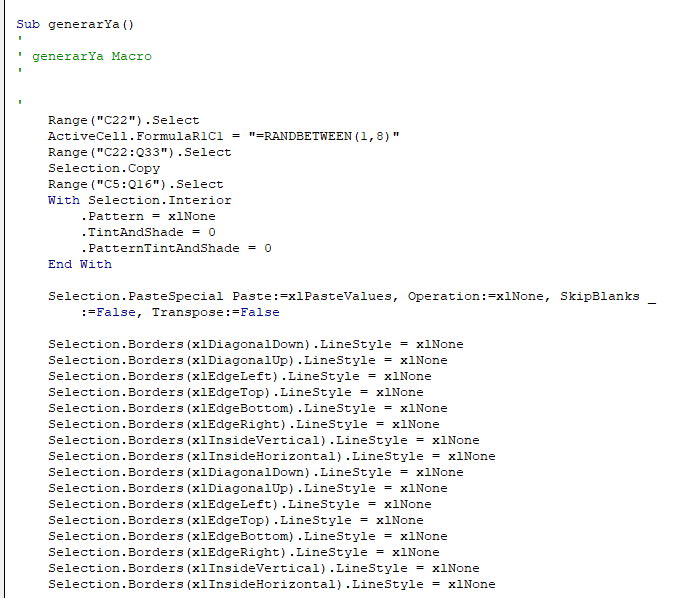 Sub generarYa()
'
' generarYa Macro
'
'
    Range("C22").Select
    ActiveCell.FormulaR1C1 = "=RANDBETWEEN(1,8)"
    Range("C22:Q33").Select
    Selection.Copy
    Range("C5:Q16").Select
    With Selection.Interior
        .Pattern = xlNone
        .TintAndShade = 0
        .PatternTintAndShade = 0
    End With
    Selection.PasteSpecial Paste:=xlPasteValues, Operation:=xlNone, SkipBlanks _
        :=False, Transpose:=False
    Selection.Borders(xlDiagonalDown).LineStyle = xlNone
    Selection.Borders(xlDiagonalUp).LineStyle = xlNone
    Selection.Borders(xlEdgeLeft).LineStyle = xlNone
    Selection.Borders(xlEdgeTop).LineStyle = xlNone
    Selection.Borders(xlEdgeBottom).LineStyle = xlNone
    Selection.Borders(xlEdgeRight).LineStyle = xlNone
    Selection.Borders(xlInsideVertical).LineStyle = xlNone
    Selection.Borders(xlInsideHorizontal).LineStyle = xlNone
    Selection.Borders(xlDiagonalDown).LineStyle = xlNone
    Selection.Borders(xlDiagonalUp).LineStyle = xlNone
    Selection.Borders(xlEdgeLeft).LineStyle = xlNone
    Selection.Borders(xlEdgeTop).LineStyle = xlNone
    Selection.Borders(xlEdgeBottom).LineStyle = xlNone
    Selection.Borders(xlEdgeRight).LineStyle = xlNone
    Selection.Borders(xlInsideVertical).LineStyle = xlNone
    Selection.Borders(xlInsideHorizontal).LineStyle = xlNone